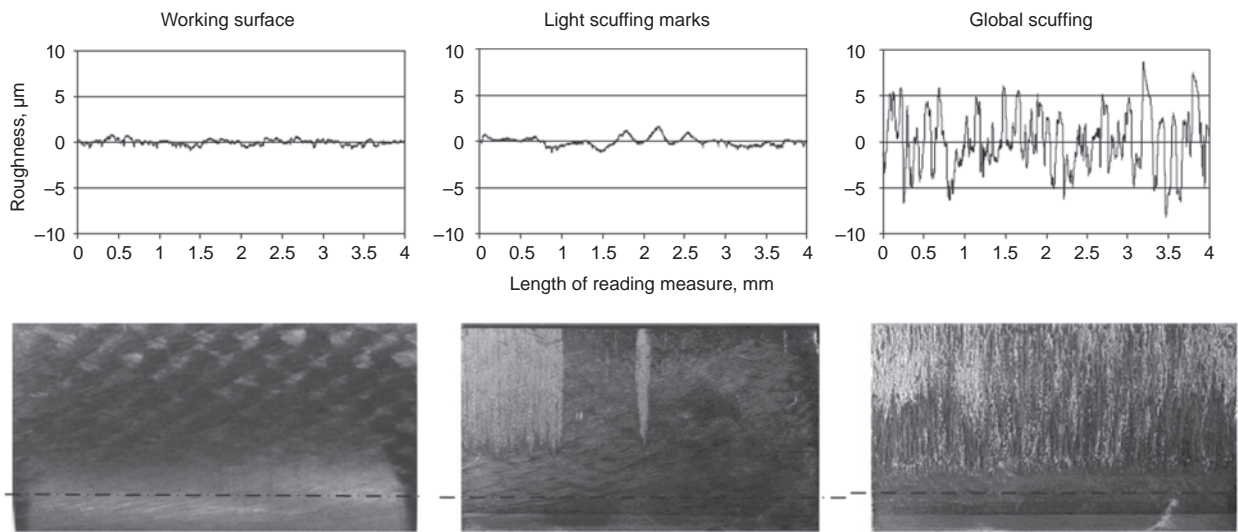 Working surface
Light scuffing marks
Global scuffing
Roughness, µm
10
5
0
–5
–10
0 0.5 1 1.5 2 2.5 3 3.5 4
10
5
0
–5
–10
0 0.5 1 1.5 2 2.5 3 3.5 4
10
5
0
–5
–10
0 0.5 1 1.5 2 2.5 3 3.5 4
Length of reading measure, mm